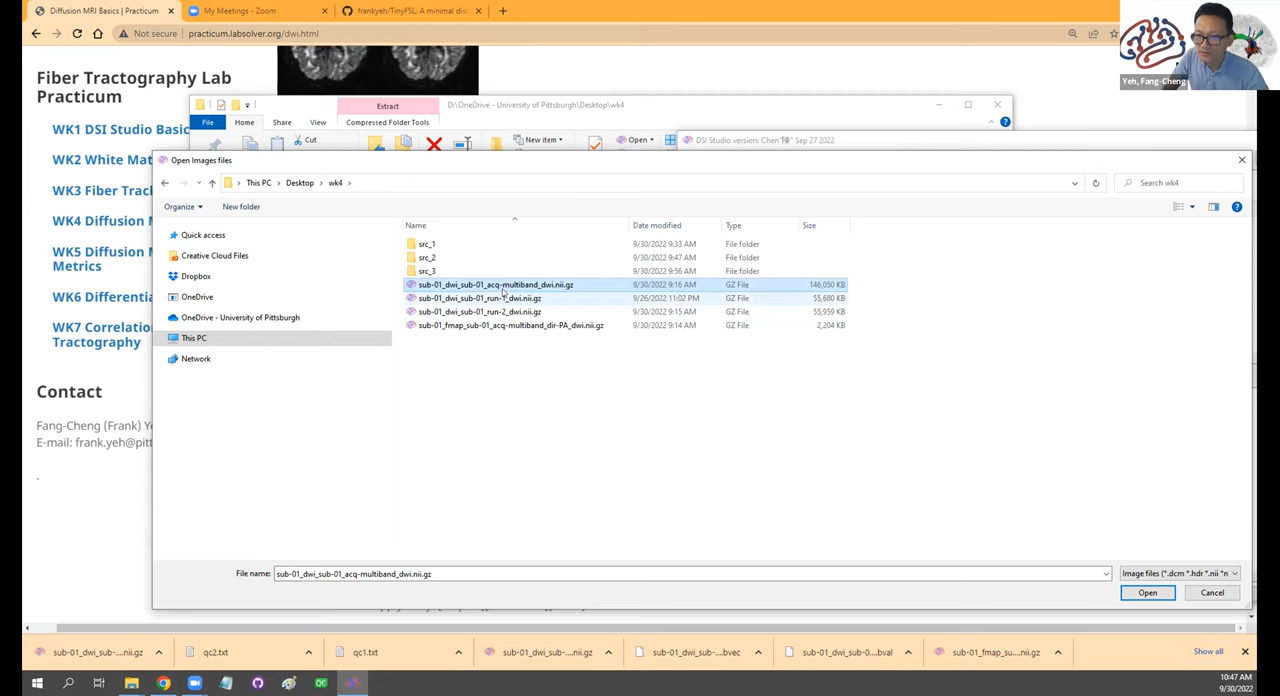 Diffusion MRI Basics | Practicum
My Meetings - Zoom
frankyeh/TinyFSL: A minimal dis
Not secure
practicum.labsolver.org/dwi.html
Yeh, Fang-Cheng
Fiber Tractography Lab
Practicum
WK1 DSI Studio Basic
WK2 White Mat
WK3 Fiber Trac
WK4 Diffusion M
WK5 Diffusion M
Metrics
WK6 Differentia
WK7 Correlation
Tractography
Contact
Fang-Cheng (Frank) Y
E-mail: frank.yeh@pitt
.
Extract
D:\OneDrive - University of Pittsburgh\Desktop\wk4
File
Home
Share
View
Compressed Folder Tools
Cut
New item
Open
DSI Studio version: Chen"陳" Sep 27 2022
Open Images files
This PC
Desktop
wk4
Search wk4
Organize
New folder
Quick access
Creative Cloud Files
Dropbox
OneDrive
OneDrive - University of Pittsburgh
This PC
Network
Name Date modified Type Size
src_1 9/30/2022 9:33 AM File folder
src_2 9/30/2022 9:47 AM File folder
src_3 9/30/2022 9:56 AM File folder
sub-01_dwi_sub-01_acq-multiband_dwi.nii.gz 9/30/2022 9:16 AM GZ File 146,050 KB
sub-01_dwi_sub-01_run-1_dwi.nii.gz 9/26/2022 11:02 PM GZ File 55,680 KB
sub-01_dwi_sub-01_run-2_dwi.nii.gz 9/30/2022 9:15 AM GZ File 55,959 KB
sub-01_fmap_sub-01_acq-multiband_dir-PA_dwi.nii.gz 9/30/2022 9:14 AM GZ File 2,204 KB
File name:
sub-01_dwi_sub-01_acq-multiband_dwi.nii.gz
Image files (*.dcm *.hdr *.nii *n
Open
Cancel
sub-01_dwi_sub-....nii.gz
qc2.txt
qc1.txt
sub-01_dwi_sub-....nii.gz
sub-01_dwi_sub-....bvec
sub-01_dwi_sub-0....bval
sub-01_fmap_su....nii.gz
Show all
QC
10:47 AM
9/30/2022